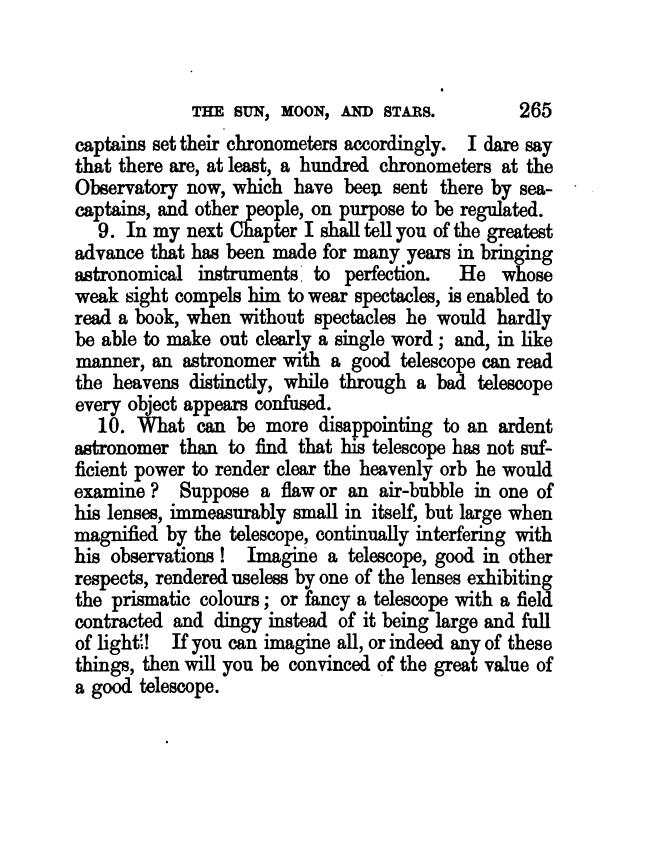 THE SUN, MOON, AND STARS. 265
captains set their chronometers accordingly. I dare say
that there are, at least, a hundred chronometers at the
Observatory now, which have been sent there by sea-
captains, and other people, on purpose to be regulated.
9. In my next Chapter I shall tell you of the greatest
advance that has been made for many years in bringing
astronomical instruments to perfection. He whose
weak sight compels him to wear spectacles, is enabled to
read a book, when without spectacles he would hardly
be able to make out clearly a single word; and, in like
manner, an astronomer with a good telescope can read
the heavens distinctly, while through a bad telescope
every object appears confused.
10. What can be more disappointing to an ardent
astronomer than to find that his telescope has not suf-
ficient power to render clear the heavenly orb he would
examine? Suppose a flaw or an air-bubble in one of
his lenses, immeasurably small in itself, but large when
magnified by the telescope, continually interfering with
his observations! Imagine a telescope, good in other
respects, rendered useless by one of the lenses exhibiting
the prismatic colours; or fancy a telescope with a field
contracted and dingy instead of it being large and full
of light! If you can imagine all, or indeed any of these
things, then will you be convinced of the great value of
a good telescope.